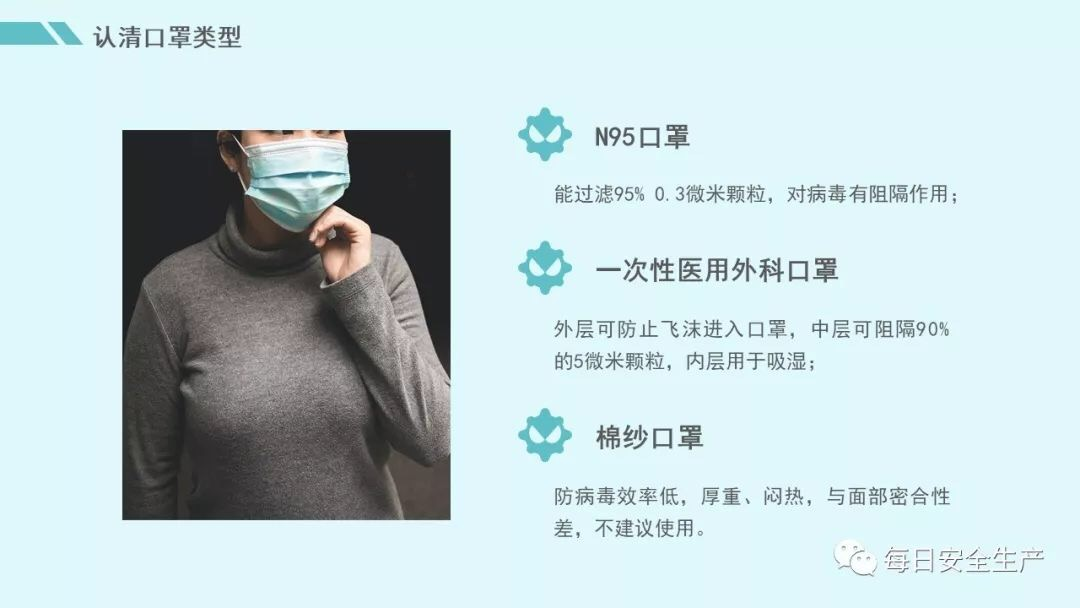 认清口罩类型
N95口罩
能过滤95% 0.3微米颗粒，对病毒有阻隔作用；
一次性医用外科口罩
外层可防止飞沫进入口罩，中层可阻隔90%
的5微米颗粒，内层用于吸湿；
棉纱口罩
防病毒效率低，厚重、闷热，与面部密合性
差，不建议使用。
每日安全生产